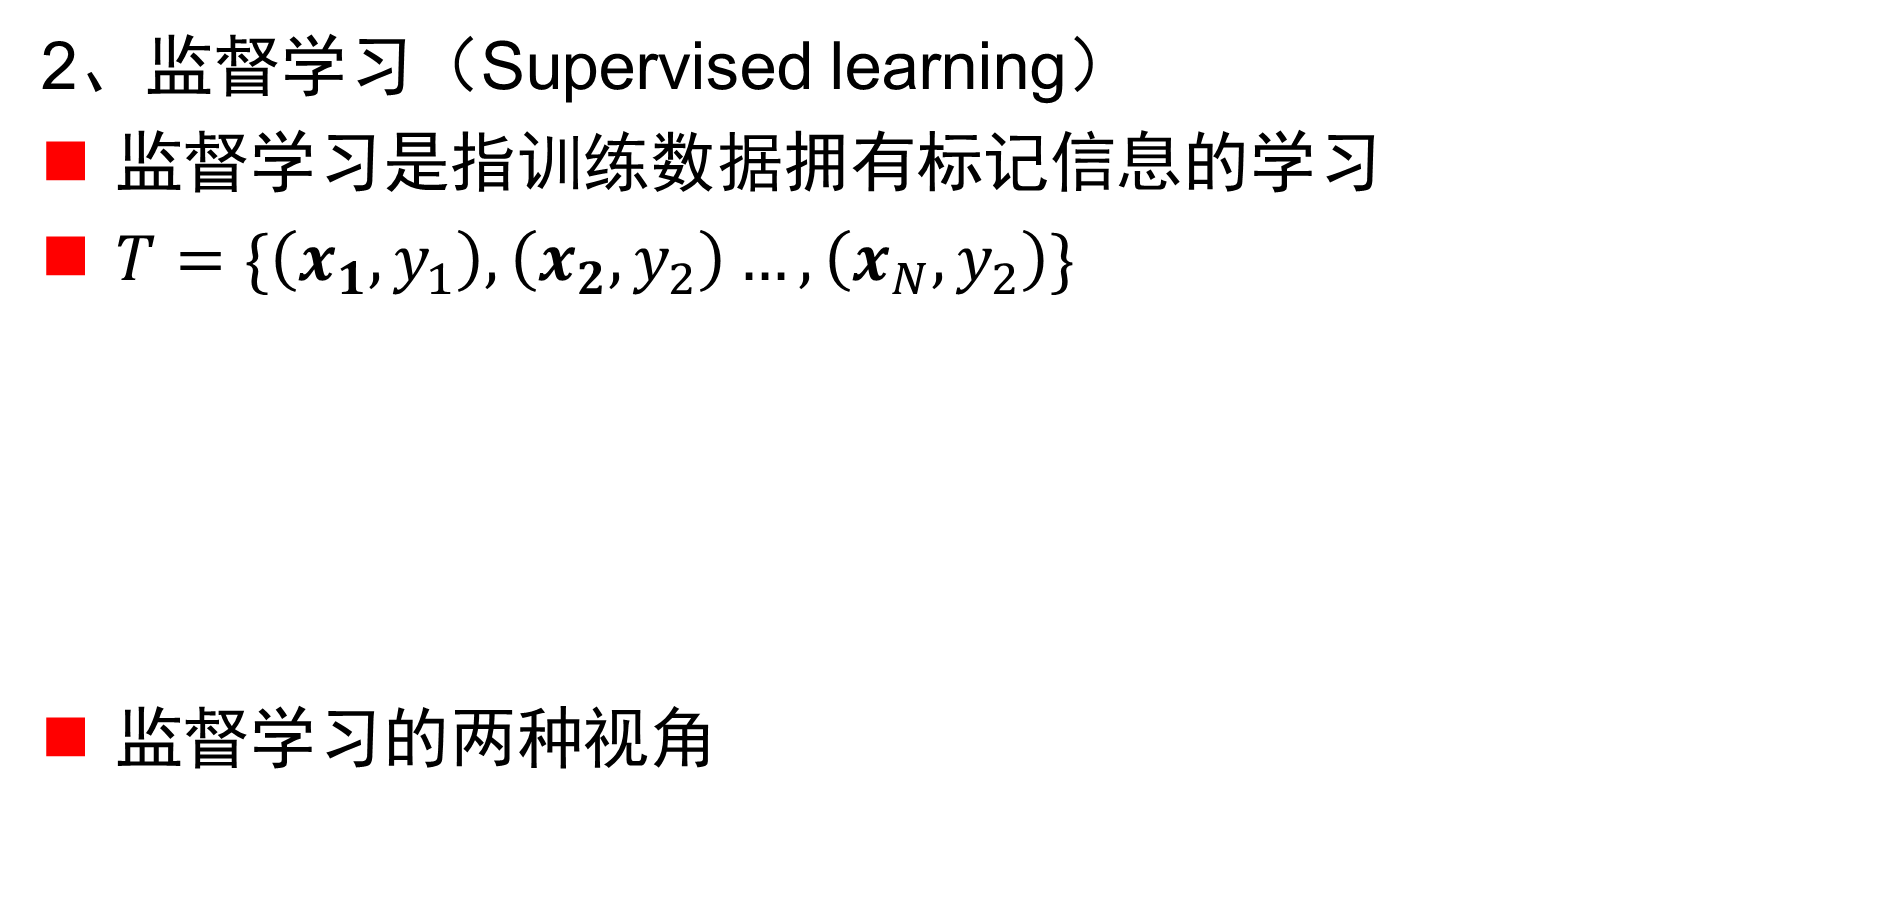 2、监督学习（Supervised learning）
■ 监督学习是指训练数据拥有标记信息的学习
■ T = {(x₁, y₁), (x₂, y₂) … , (x_N, y₂)}
■ 监督学习的两种视角